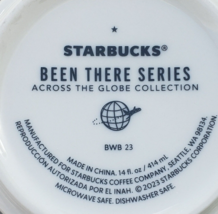 STARBUCKS®
BEEN THERE SERIES
ACROSS THE GLOBE COLLECTION
BWB 23
MADE IN CHINA. 14 fl. oz / 414 mL
MANUFACTURED FOR STARBUCKS COFFEE COMPANY, SEATTLE, WA 98134.
REPRODUCCIÓN AUTORIZADA POR EL INAH. © 2023 STARBUCKS CORPORATION
MICROWAVE SAFE. DISHWASHER SAFE.